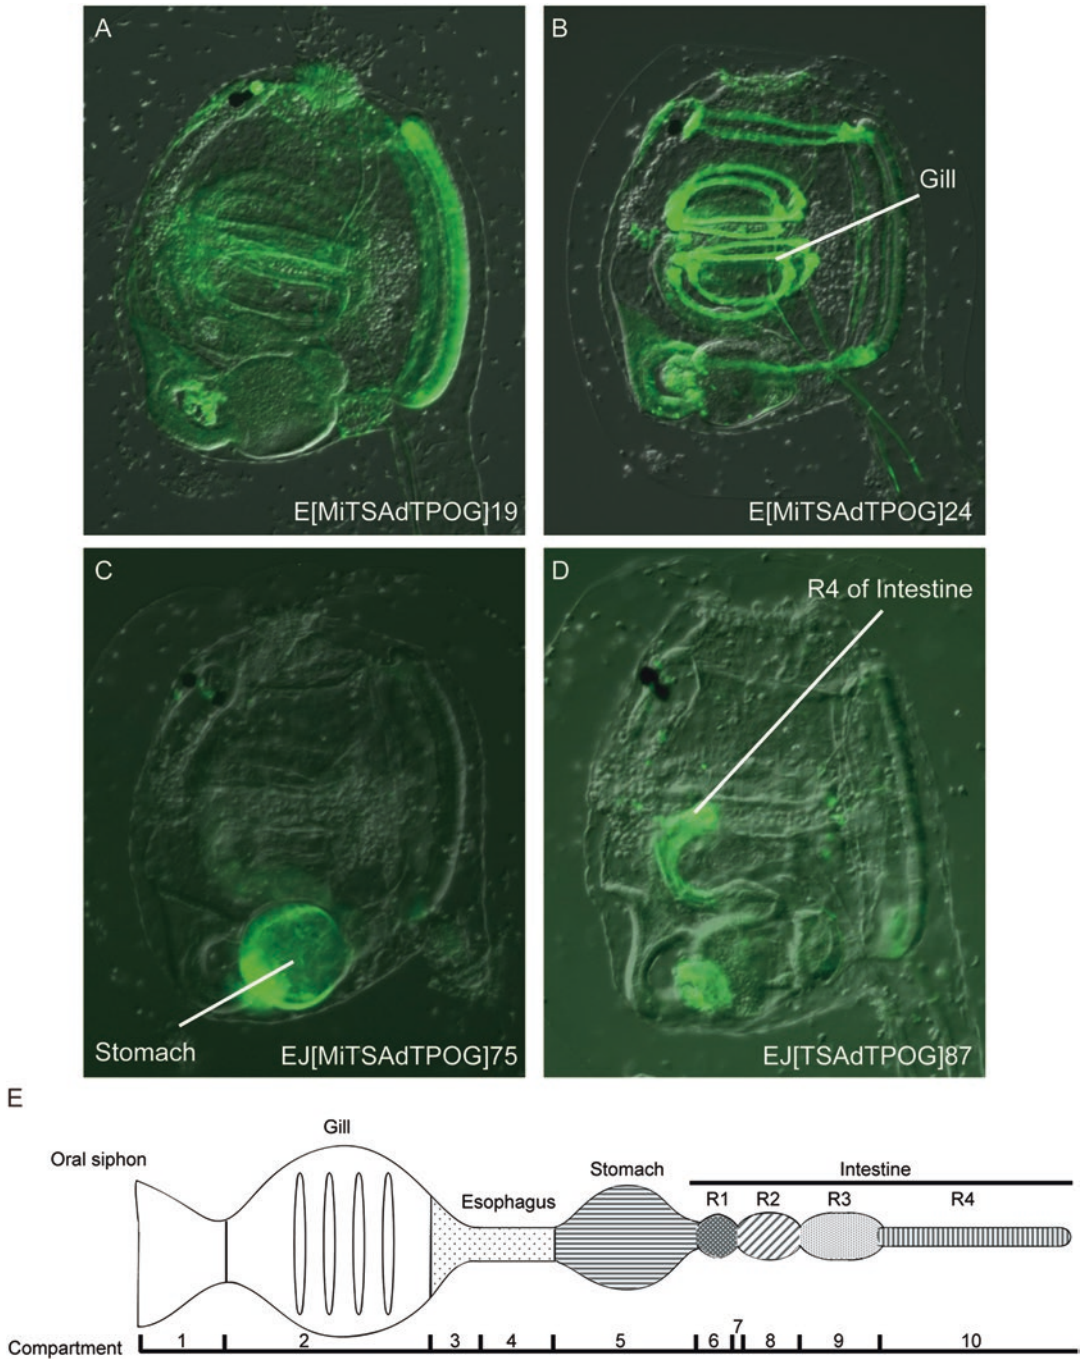 A
E[MiTSAdTPOG]19
B
Gill
E[MiTSAdTPOG]24
C
Stomach
EJ[MiTSAdTPOG]75
D
R4 of Intestine
EJ[TSAdTPOG]87
E
Gill
Oral siphon
Esophagus
Stomach
Intestine
R1 R2 R3 R4
Compartment 1 2 3 4 5 6 7 8 9 10